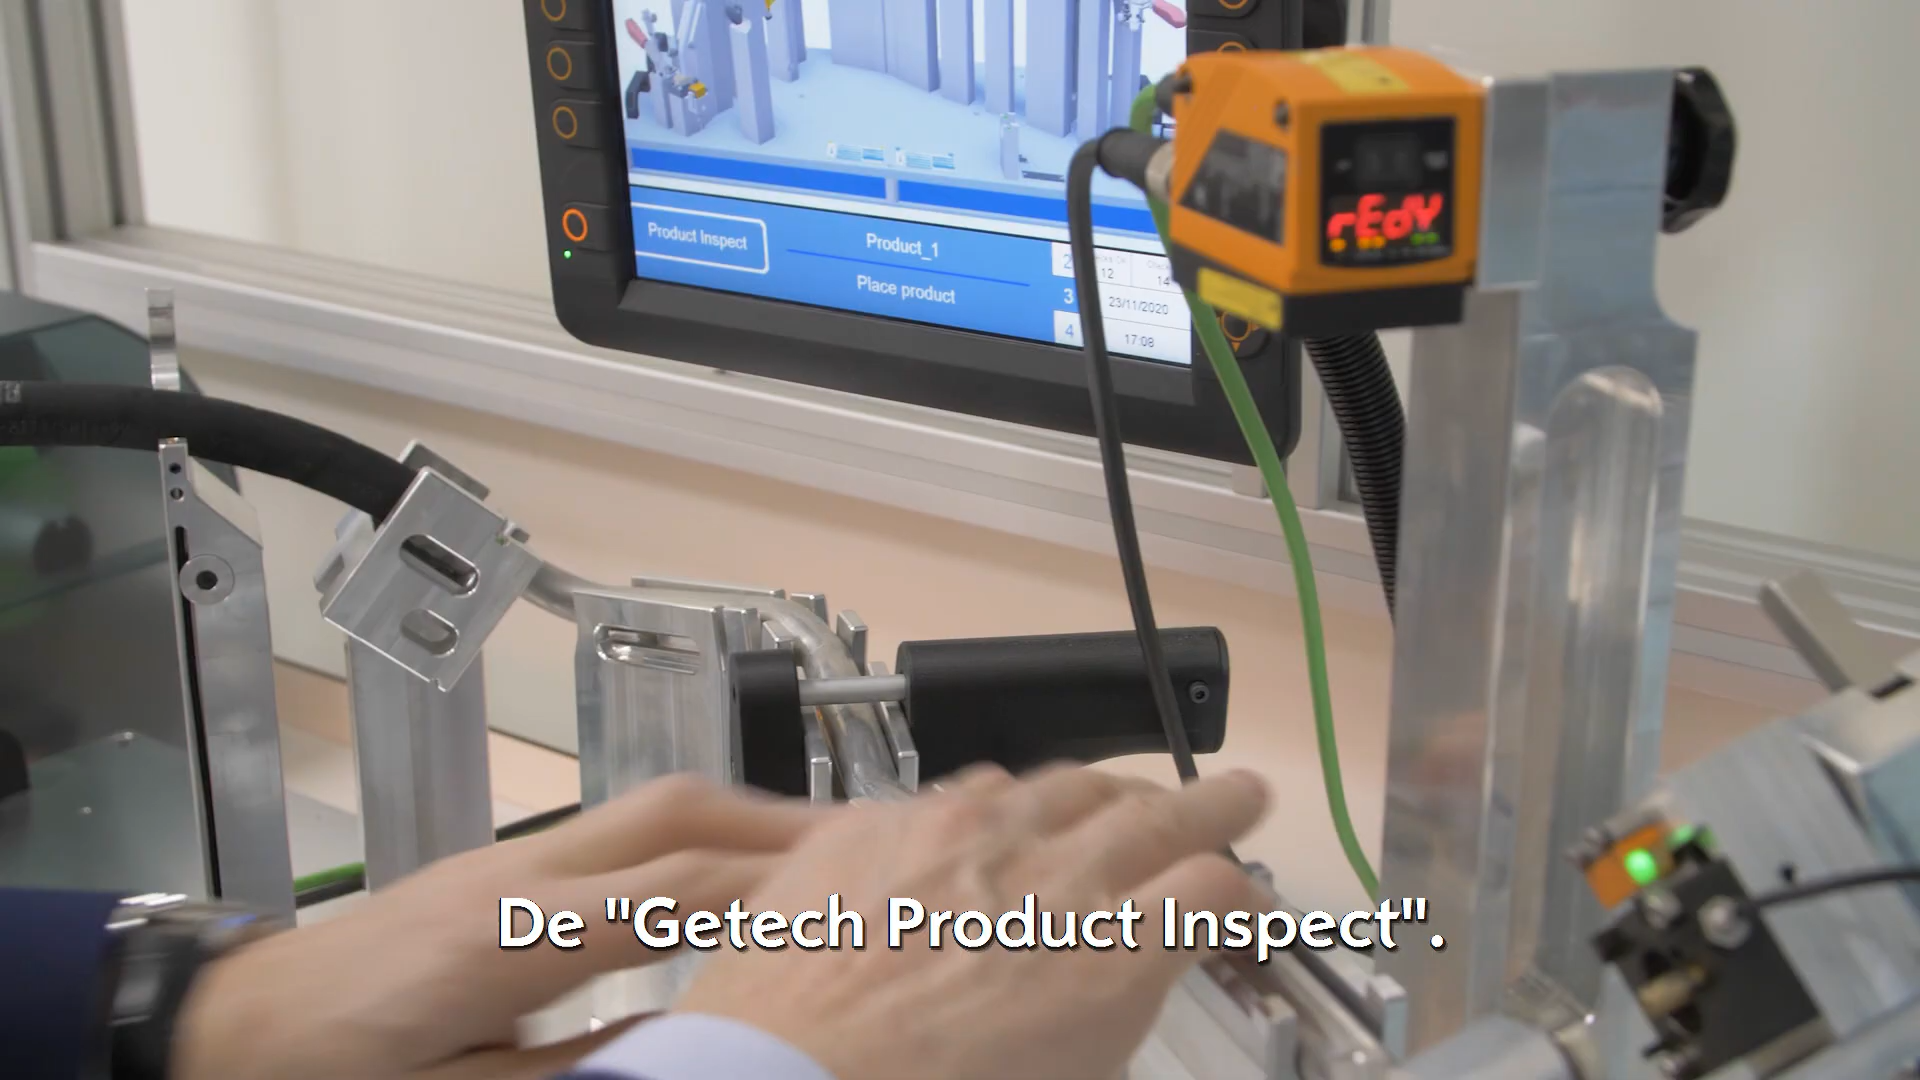 rEdY
Product Inspect
Product_1
Place product
2
12
14
3
23/11/2020
4
17:08
De "Getech Product Inspect".